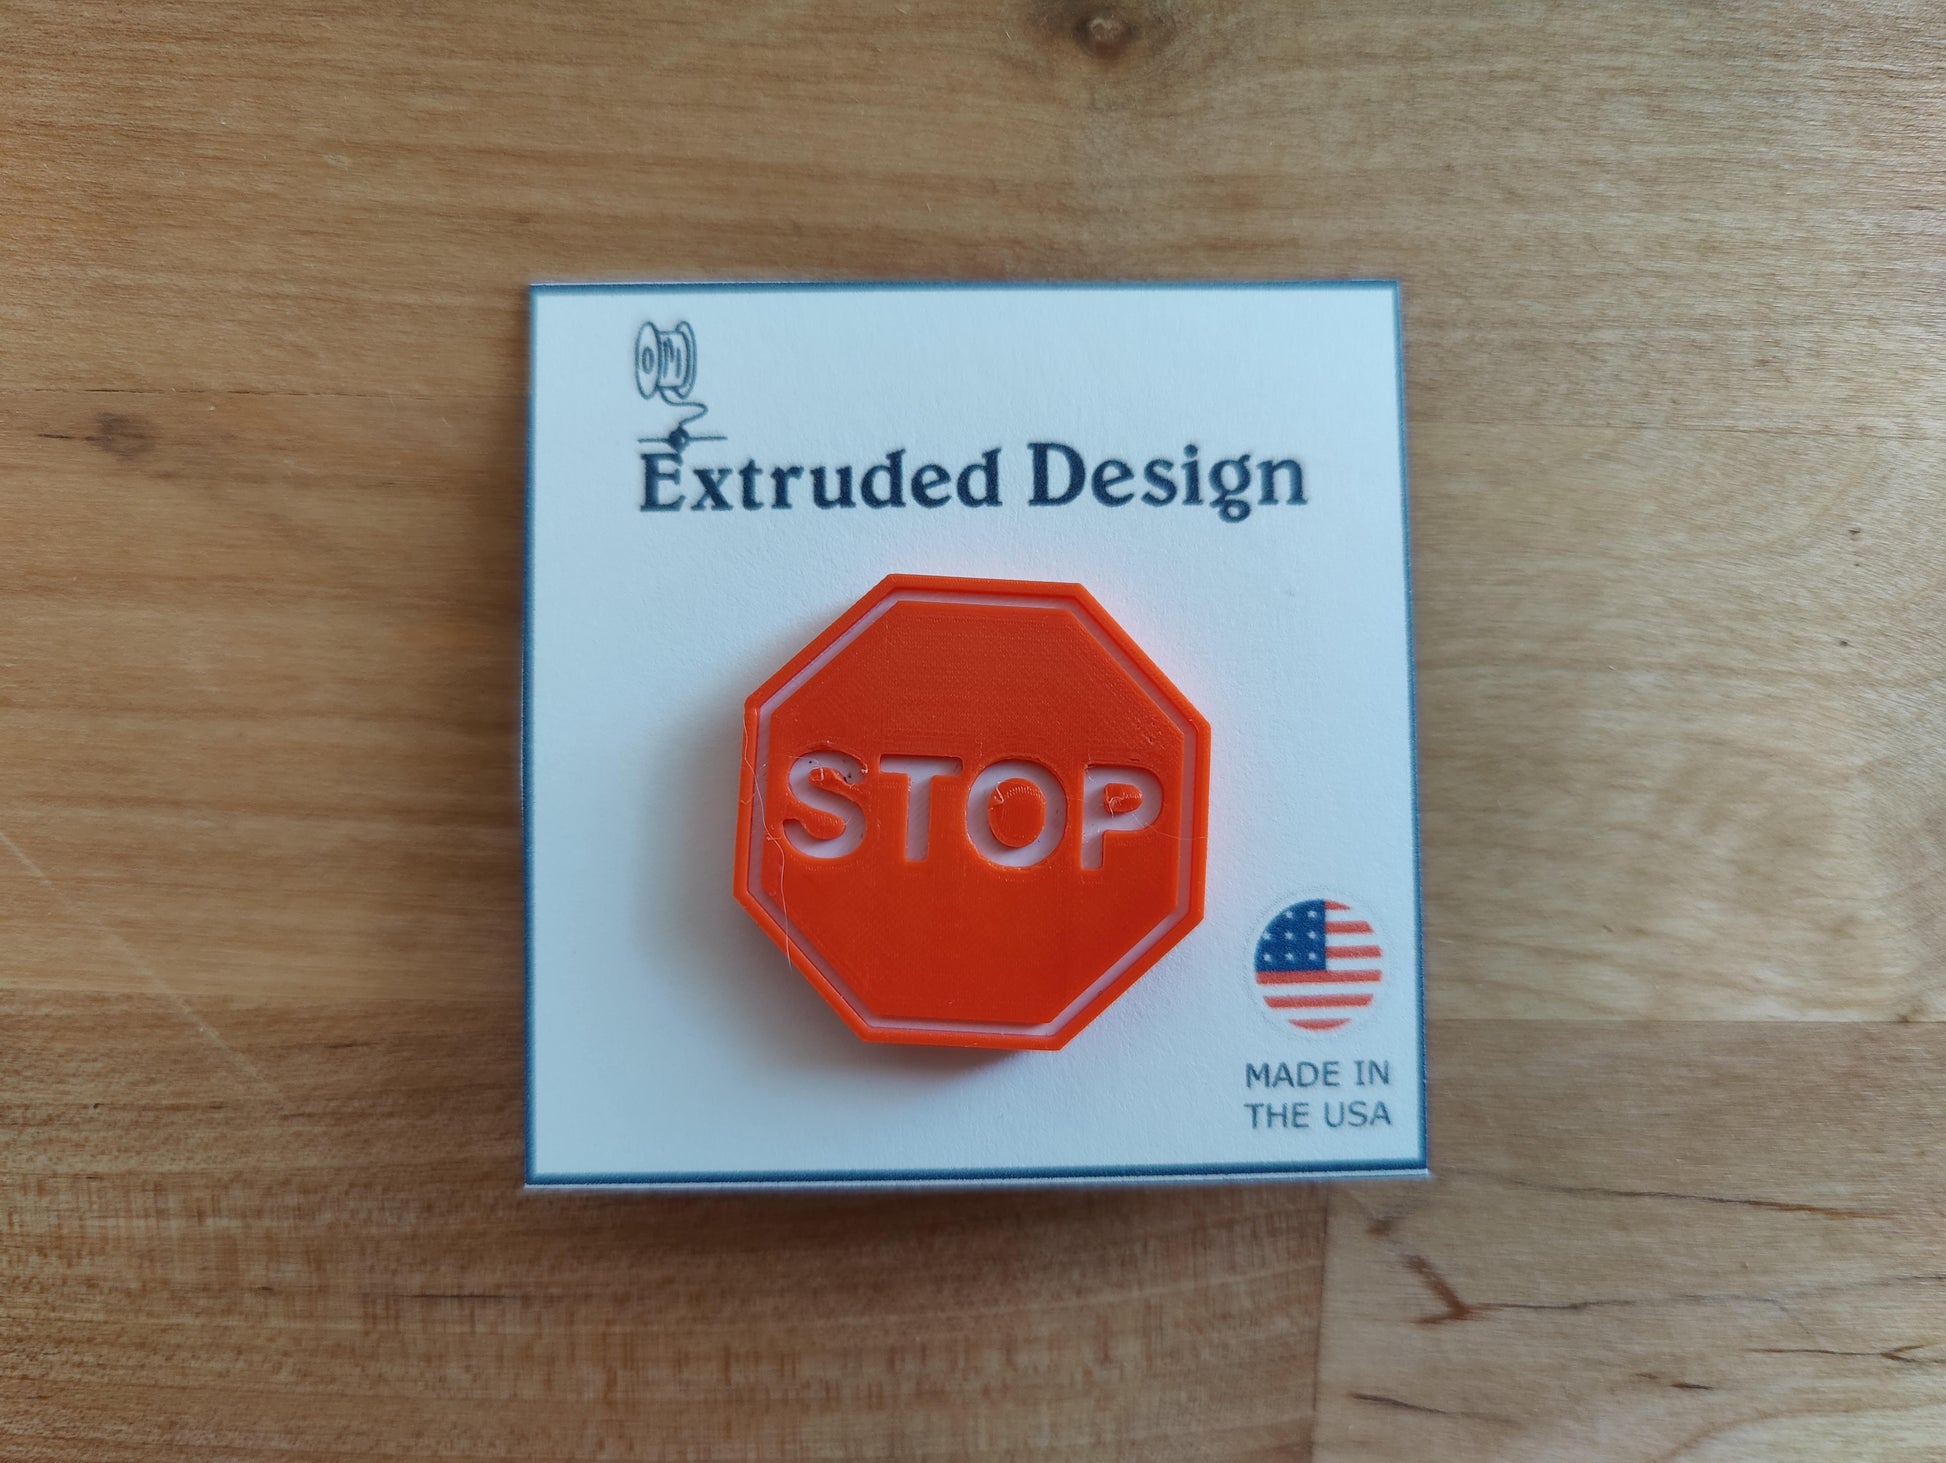 Extruded Design
STOP
MADE IN
THE USA